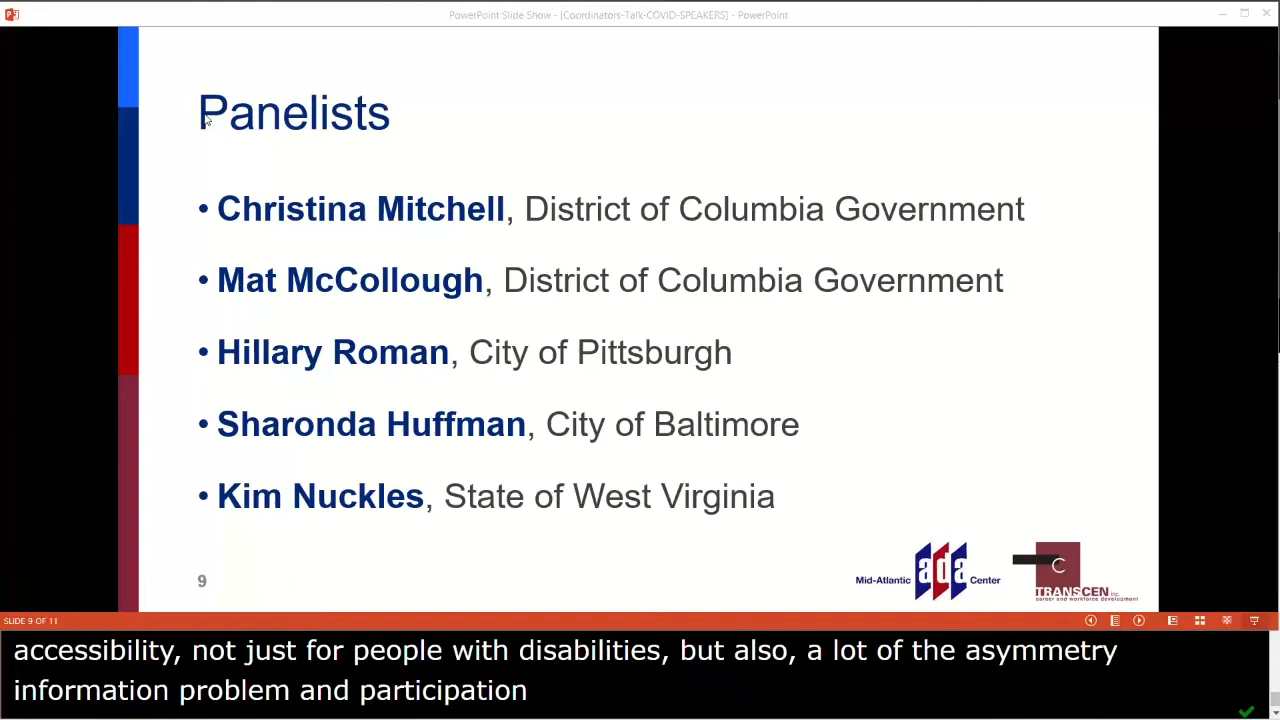 PowerPoint Slide Show - [Coordinators-Talk-COVID-SPEAKERS] - PowerPoint
Panelists
• Christina Mitchell, District of Columbia Government
• Mat McCollough, District of Columbia Government
• Hillary Roman, City of Pittsburgh
• Sharonda Huffman, City of Baltimore
• Kim Nuckles, State of West Virginia
9
Mid-Atlantic ada Center
TRANSCEN Inc.
career and workforce development
SLIDE 9 OF 11
accessibility, not just for people with disabilities, but also, a lot of the asymmetry
information problem and participation